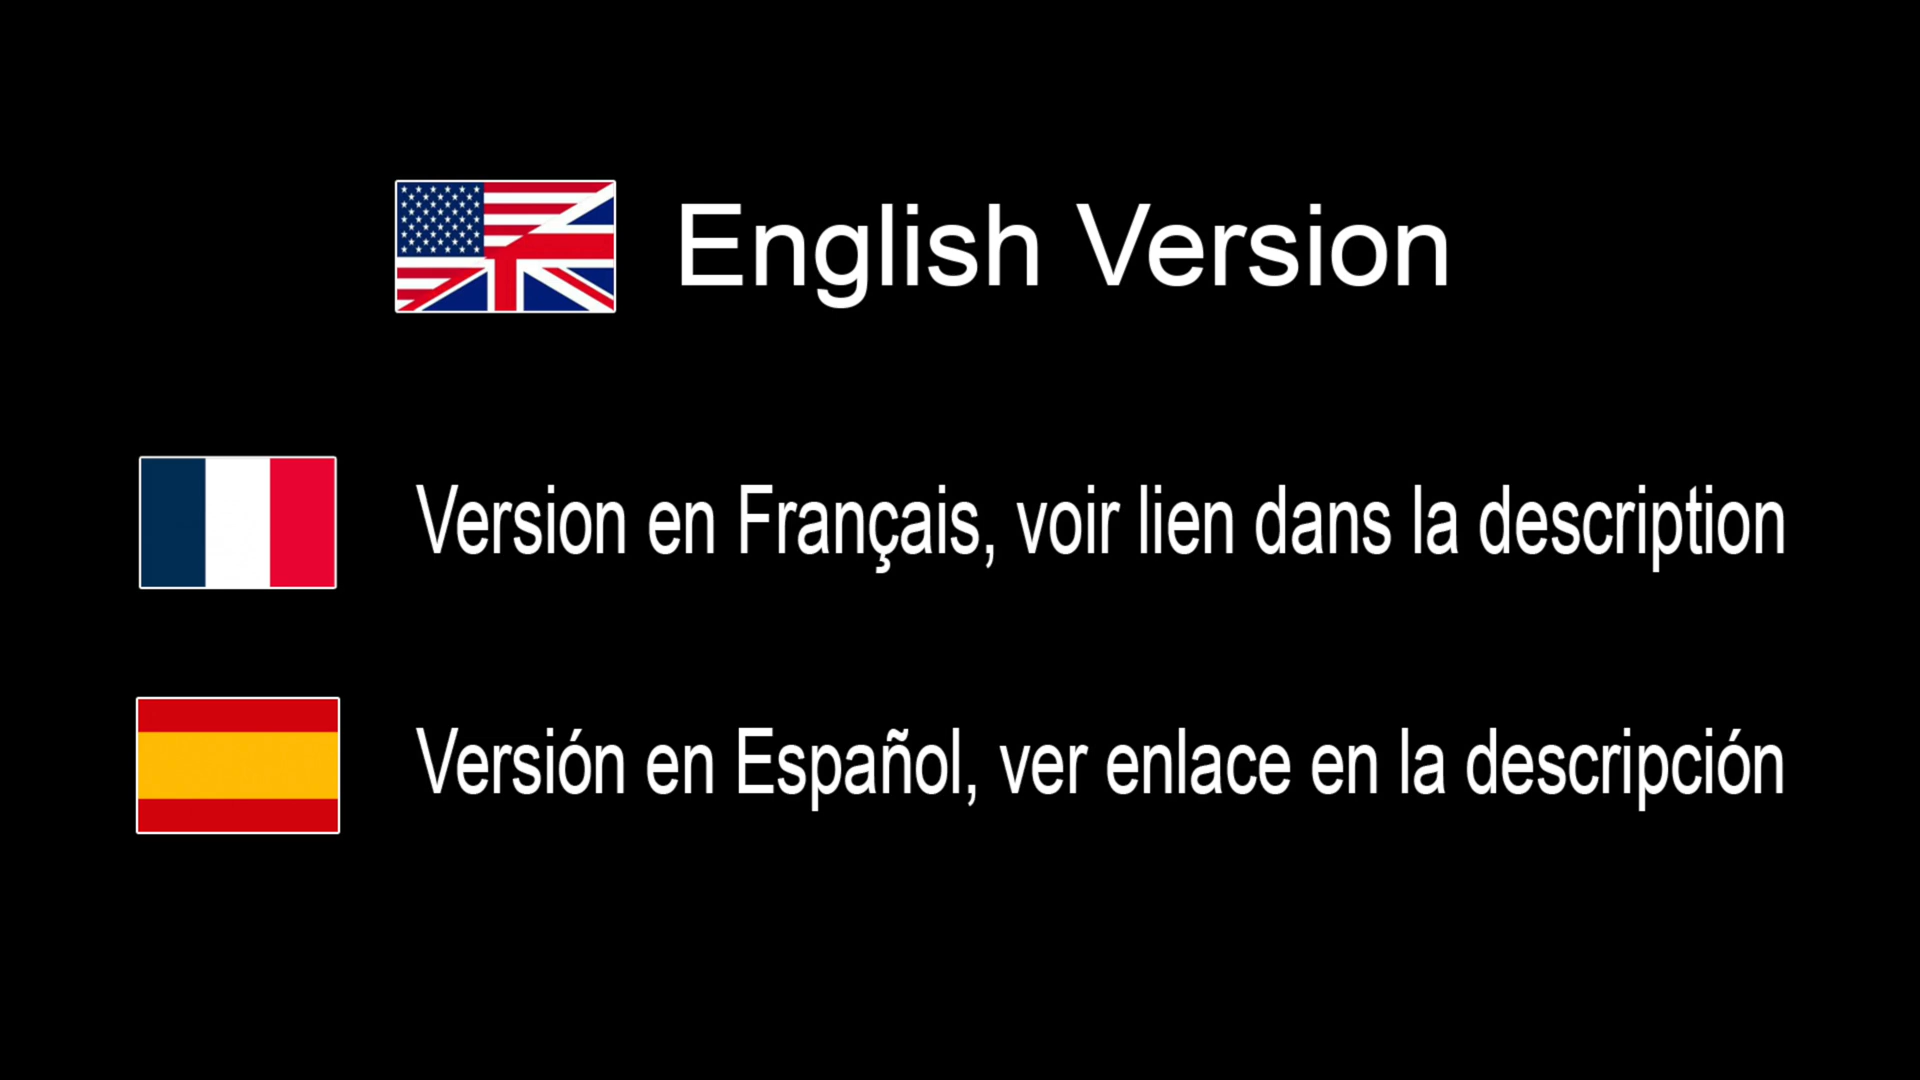 English Version
Version en Français, voir lien dans la description
Versión en Español, ver enlace en la descripción